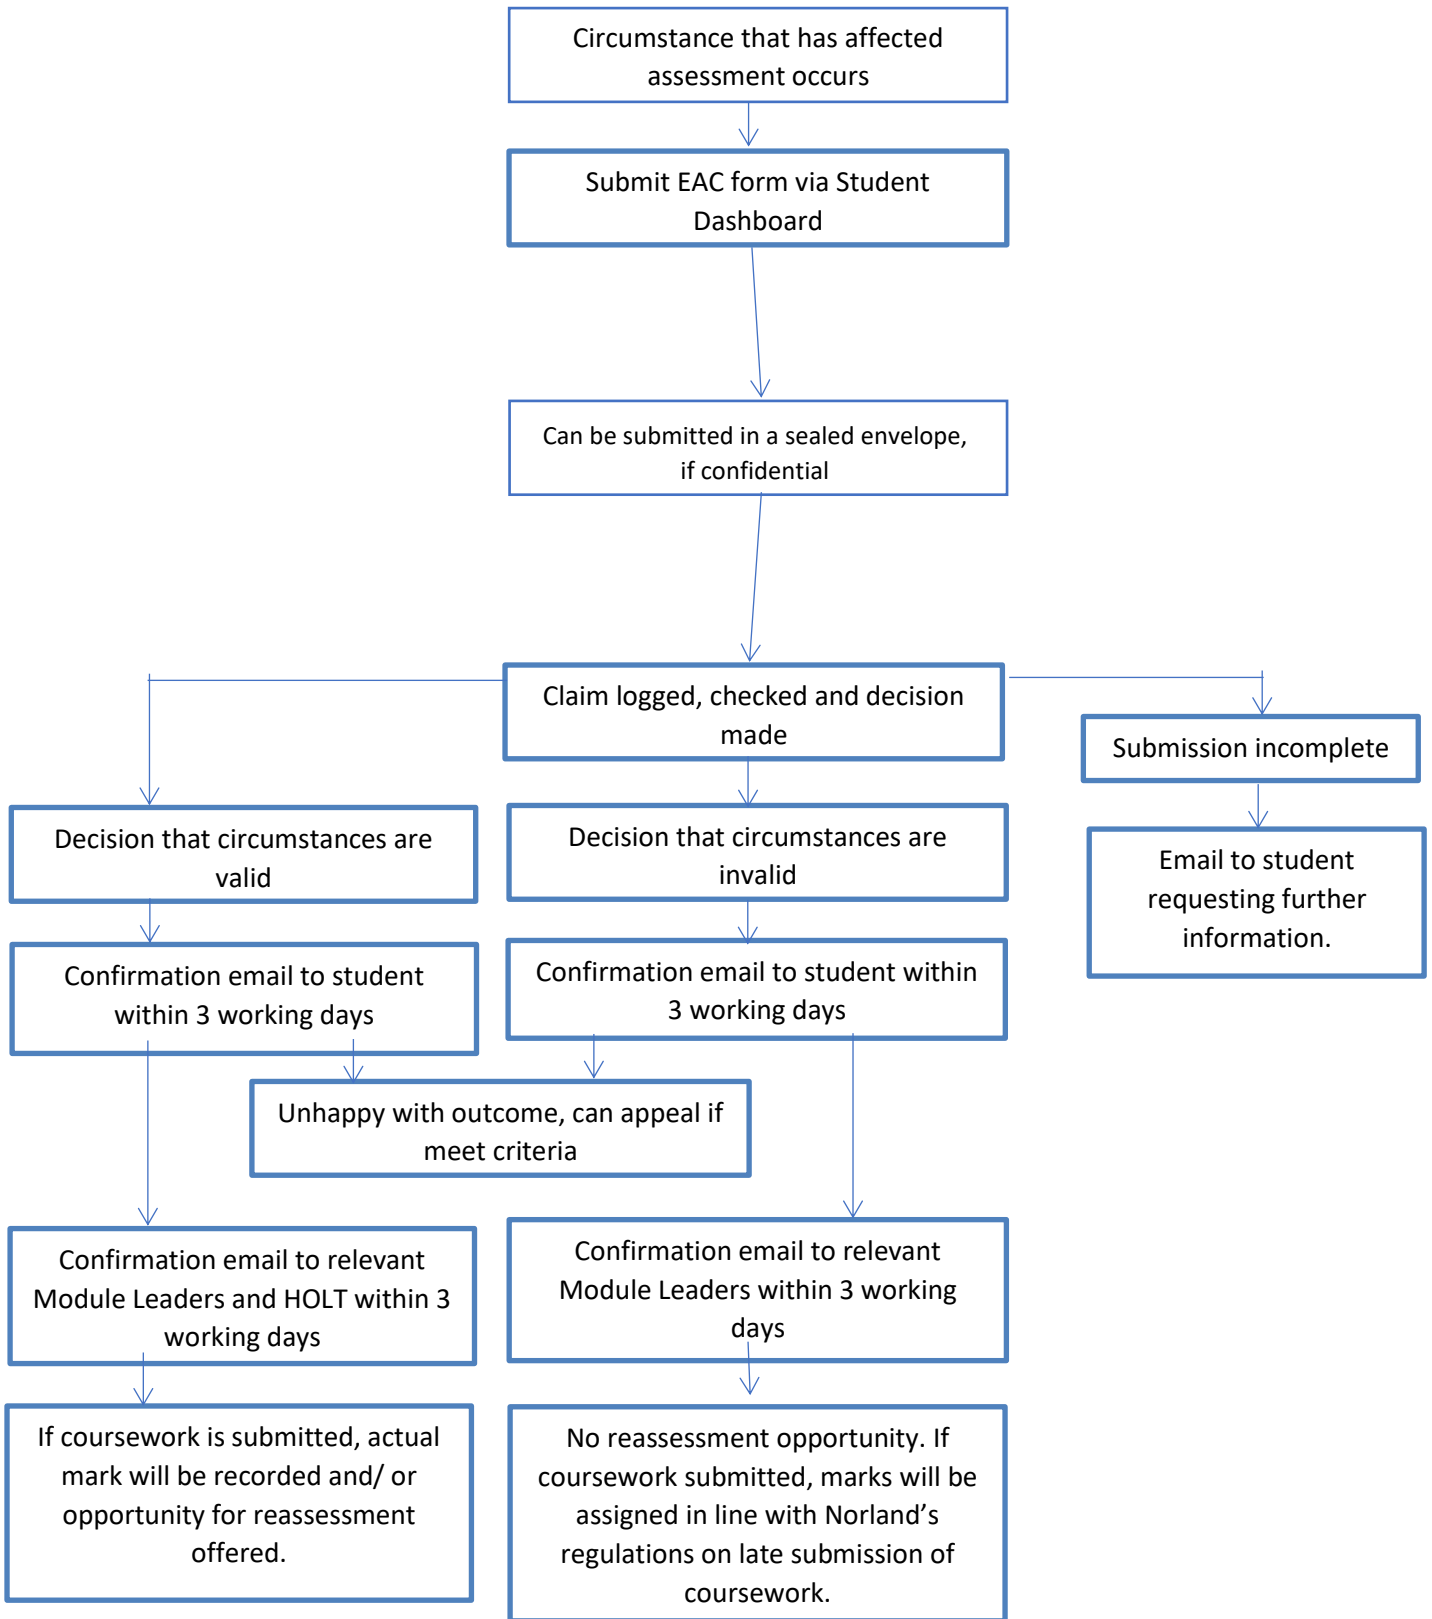 Circumstance that has affected
assessment occurs
Submit EAC form via Student
Dashboard
Can be submitted in a sealed envelope,
if confidential
Claim logged, checked and decision
made
Submission incomplete
Decision that circumstances are
valid
Decision that circumstances are
invalid
Email to student
requesting further
information.
Confirmation email to student
within 3 working days
Confirmation email to student within
3 working days
Unhappy with outcome, can appeal if
meet criteria
Confirmation email to relevant
Module Leaders and HOLT within 3
working days
Confirmation email to relevant
Module Leaders within 3 working
days
If coursework is submitted, actual
mark will be recorded and/ or
opportunity for reassessment
offered.
No reassessment opportunity. If
coursework submitted, marks will be
assigned in line with Norland’s
regulations on late submission of
coursework.